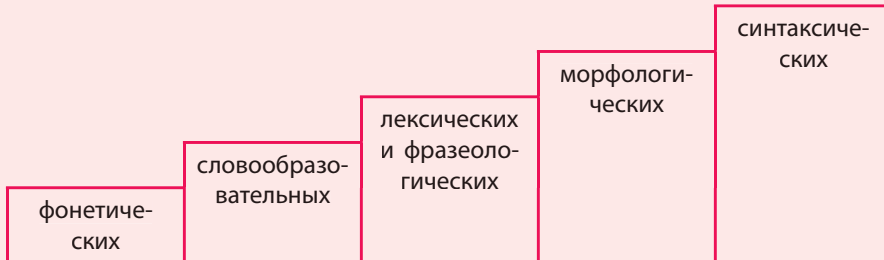 фонетиче-
ских
словообразо-
вательных
лексических
и фразеоло-
гических
морфологи-
ческих
синтаксиче-
ских